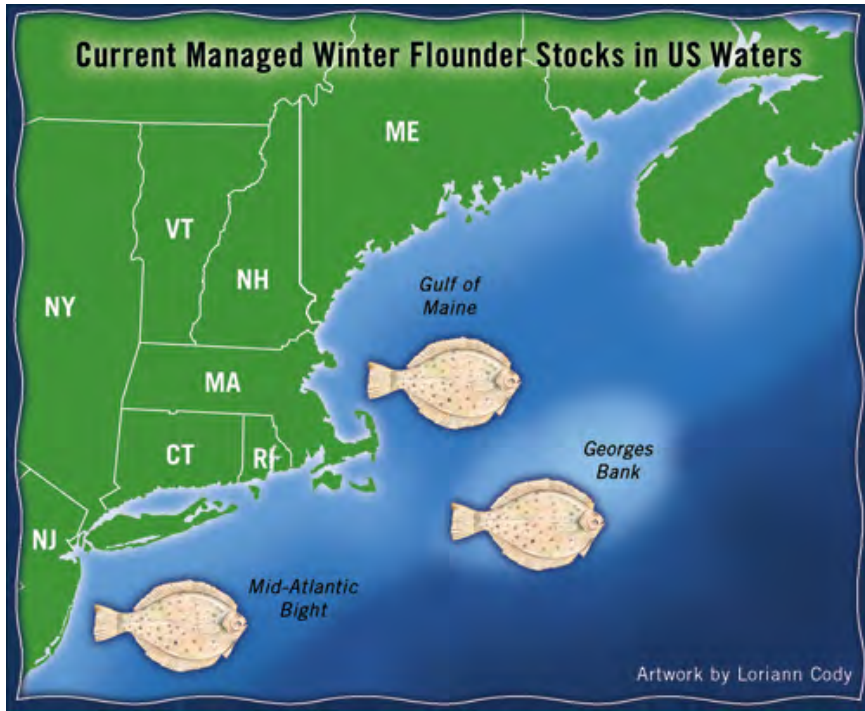 Current Managed Winter Flounder Stocks in US Waters
ME
VT
NH
NY
Gulf of
Maine
MA
CT
RI
Georges
Bank
NJ
Mid-Atlantic
Bight
Artwork by Loriann Cody